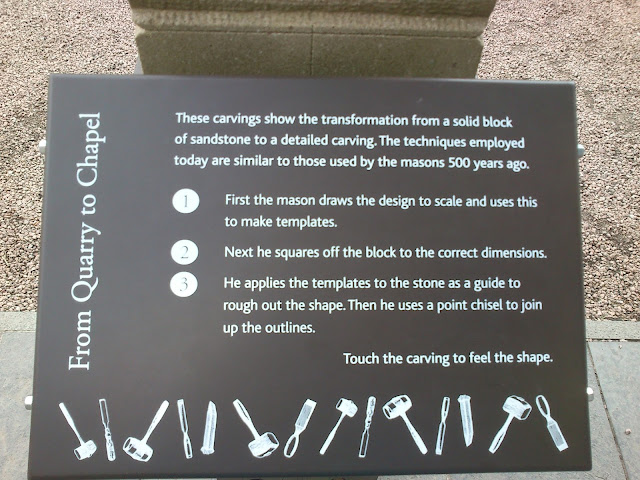 From Quarry to Chapel
These carvings show the transformation from a solid block
of sandstone to a detailed carving. The techniques employed
today are similar to those used by the masons 500 years ago.
1 First the mason draws the design to scale and uses this
to make templates.
2 Next he squares off the block to the correct dimensions.
3 He applies the templates to the stone as a guide to
rough out the shape. Then he uses a point chisel to join
up the outlines.
Touch the carving to feel the shape.